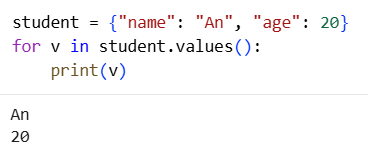 student = {"name": "An", "age": 20}
for v in student.values():
    print(v)
An
20